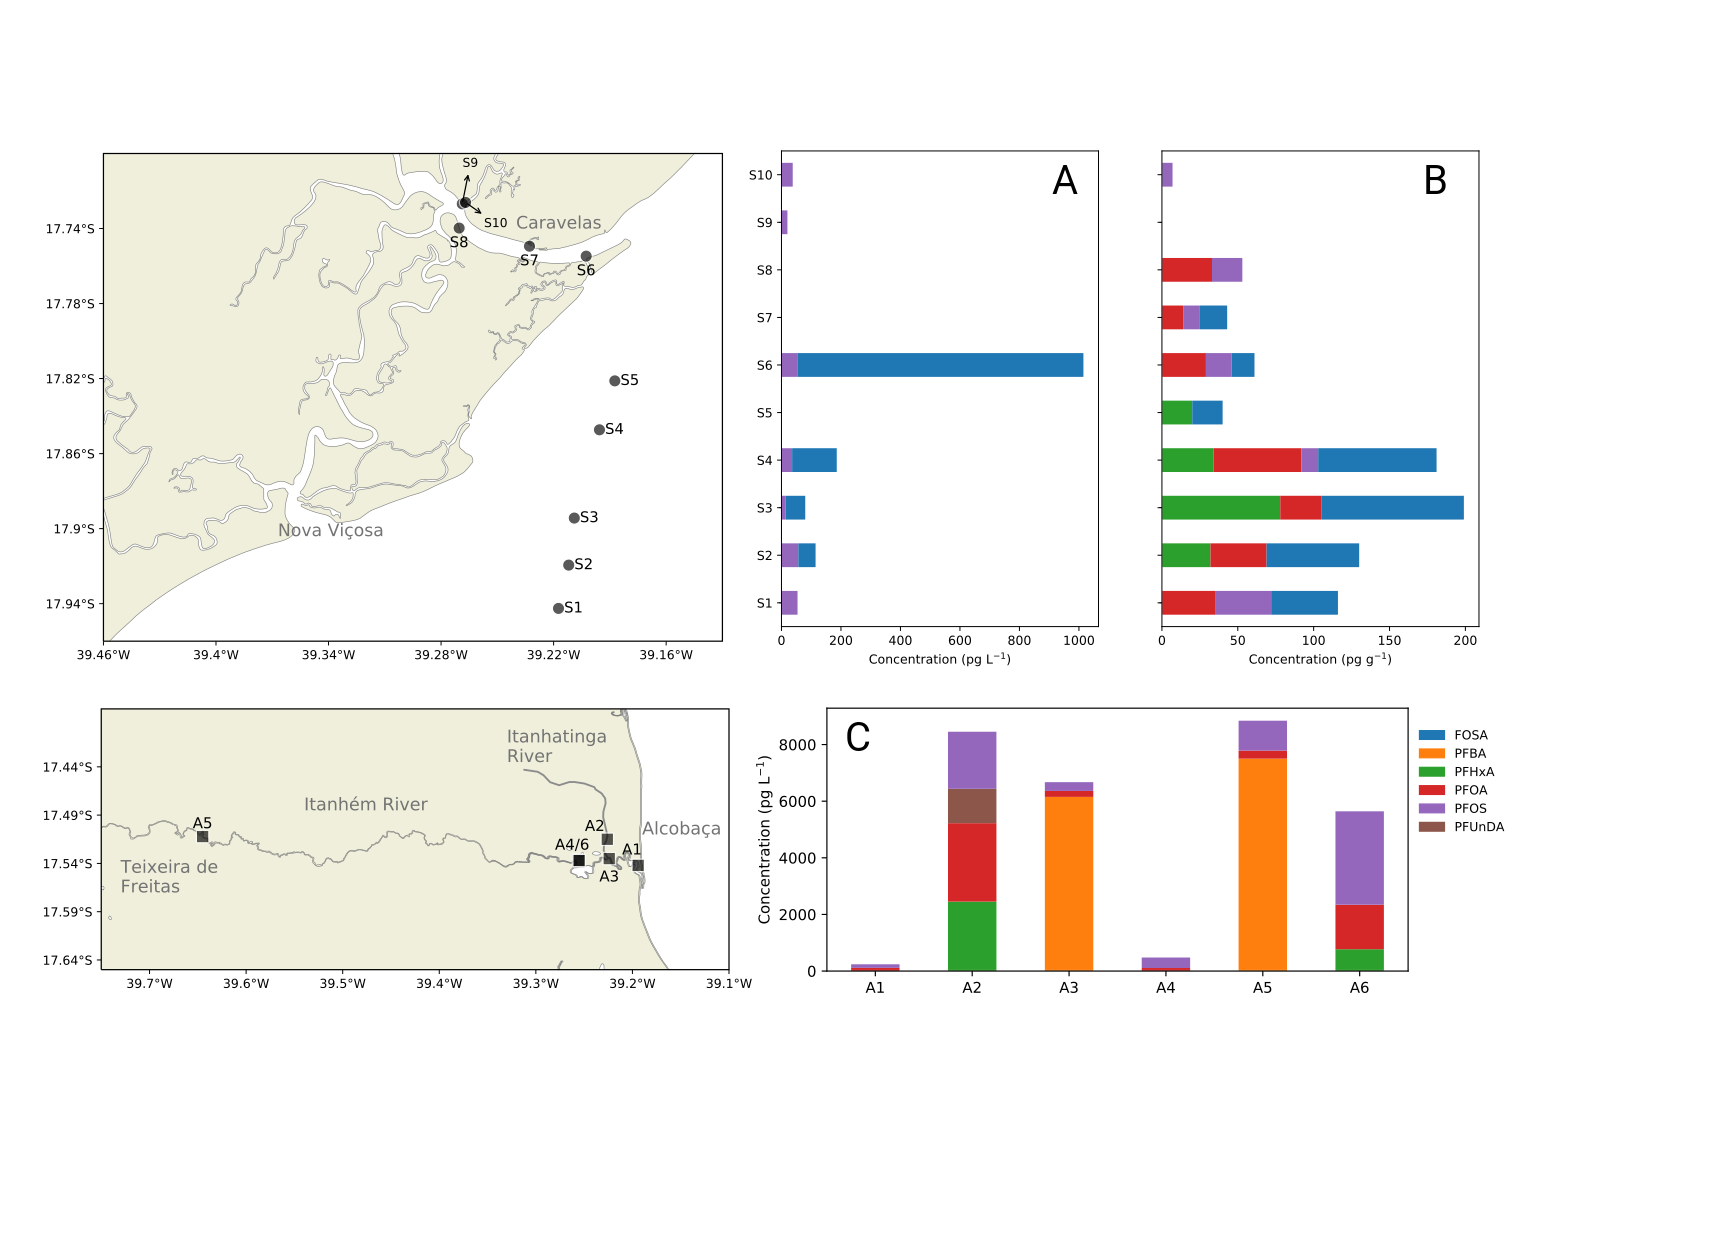 S9
S10
Caravelas
S8
S7
S6
S5
S4
S3
Nova Viçosa
S2
S1
17.74°S
17.78°S
17.82°S
17.86°S
17.9°S
17.94°S
39.46°W 39.4°W 39.34°W 39.28°W 39.22°W 39.16°W
A
S10
S9
S8
S7
S6
S5
S4
S3
S2
S1
0 200 400 600 800 1000
Concentration (pg L⁻¹)
B
0 50 100 150 200
Concentration (pg g⁻¹)
Itanhatinga
River
Itanhém River
A5
A2
Alcobaça
A4/6
A1
A3
Teixeira de
Freitas
17.44°S
17.49°S
17.54°S
17.59°S
17.64°S
39.7°W 39.6°W 39.5°W 39.4°W 39.3°W 39.2°W 39.1°W
C
Concentration (pg L⁻¹)
8000
6000
4000
2000
0
A1 A2 A3 A4 A5 A6
FOSA
PFBA
PFHxA
PFOA
PFOS
PFUnDA